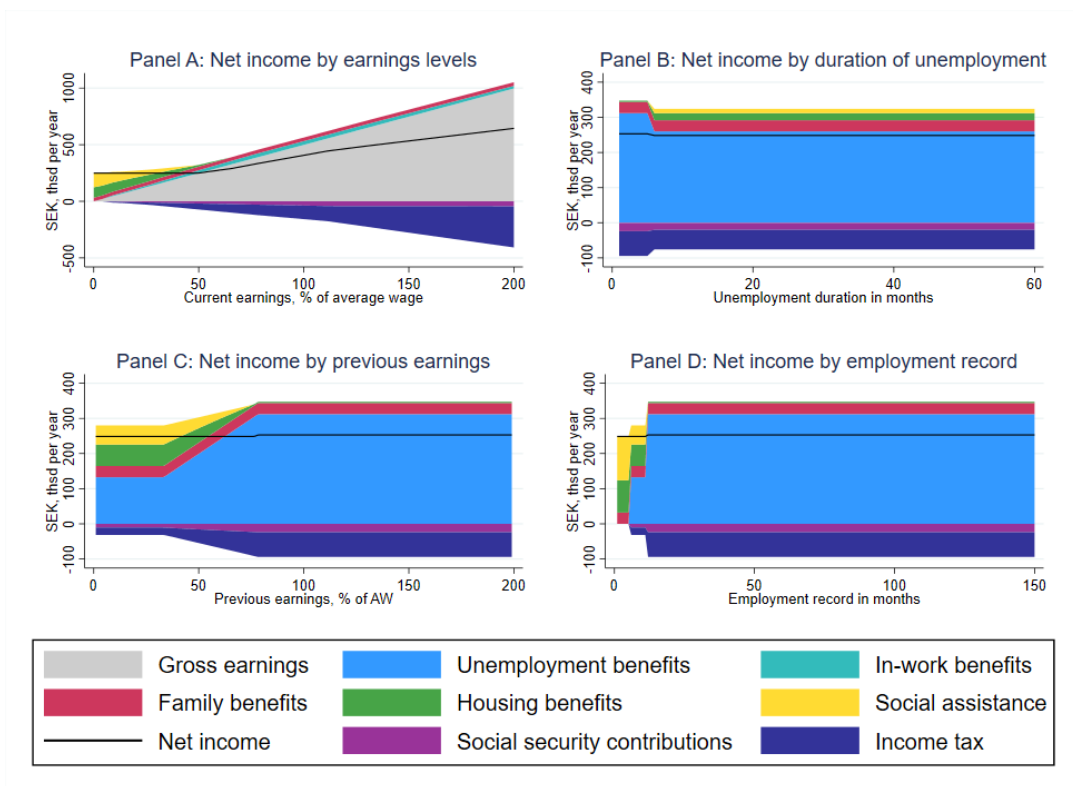 Panel A: Net income by earnings levels
SEK, thsd per year
1000
500
0
-500
0 50 100 150 200
Current earnings, % of average wage
Panel B: Net income by duration of unemployment
SEK, thsd per year
400
300
200
100
0
-100
0 20 40 60
Unemployment duration in months
Panel C: Net income by previous earnings
SEK, thsd per year
400
300
200
100
0
-100
0 50 100 150 200
Previous earnings, % of AW
Panel D: Net income by employment record
SEK, thsd per year
400
300
200
100
0
-100
0 50 100 150
Employment record in months
Gross earnings Unemployment benefits In-work benefits
Family benefits Housing benefits Social assistance
Net income Social security contributions Income tax